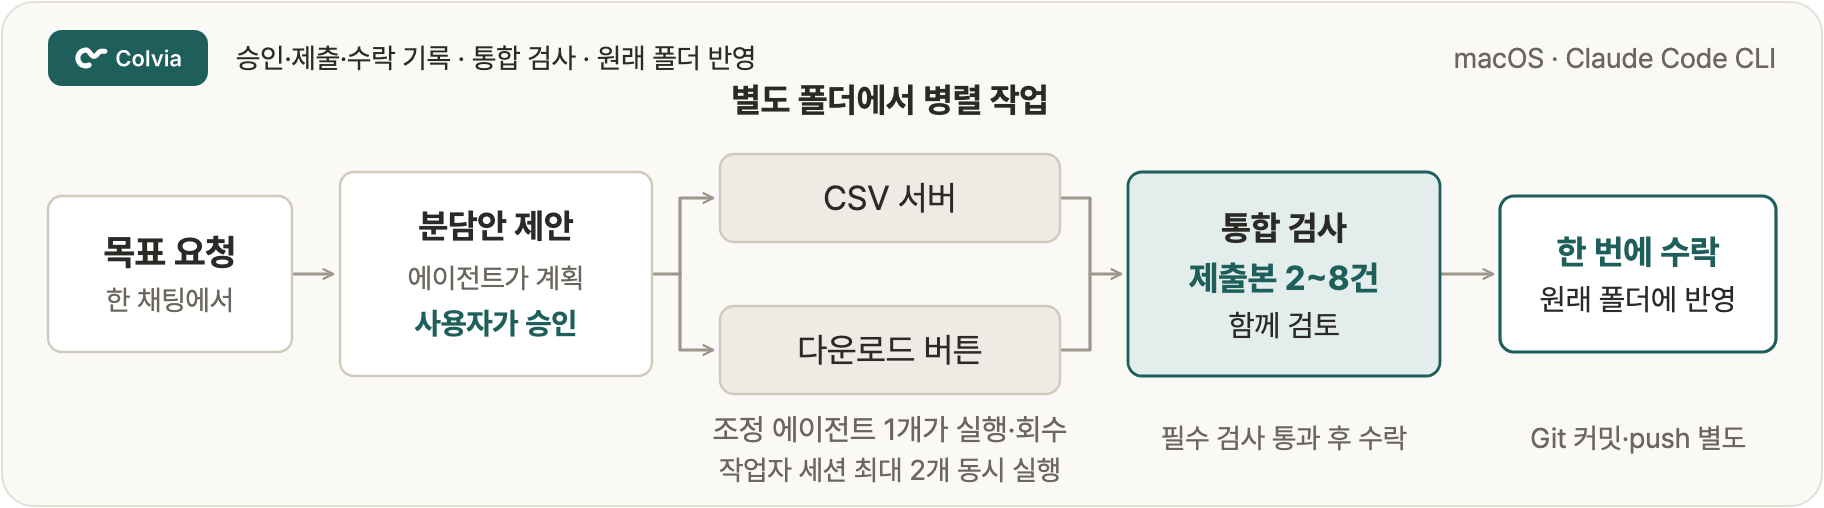 Colvia
승인·제출·수락 기록 · 통합 검사 · 원래 폴더 반영
macOS · Claude Code CLI
별도 폴더에서 병렬 작업
목표 요청
한 채팅에서
분담안 제안
에이전트가 계획
사용자가 승인
CSV 서버
다운로드 버튼
조정 에이전트 1개가 실행·회수
작업자 세션 최대 2개 동시 실행
통합 검사
제출본 2~8건
함께 검토
필수 검사 통과 후 수락
한 번에 수락
원래 폴더에 반영
Git 커밋·push 별도